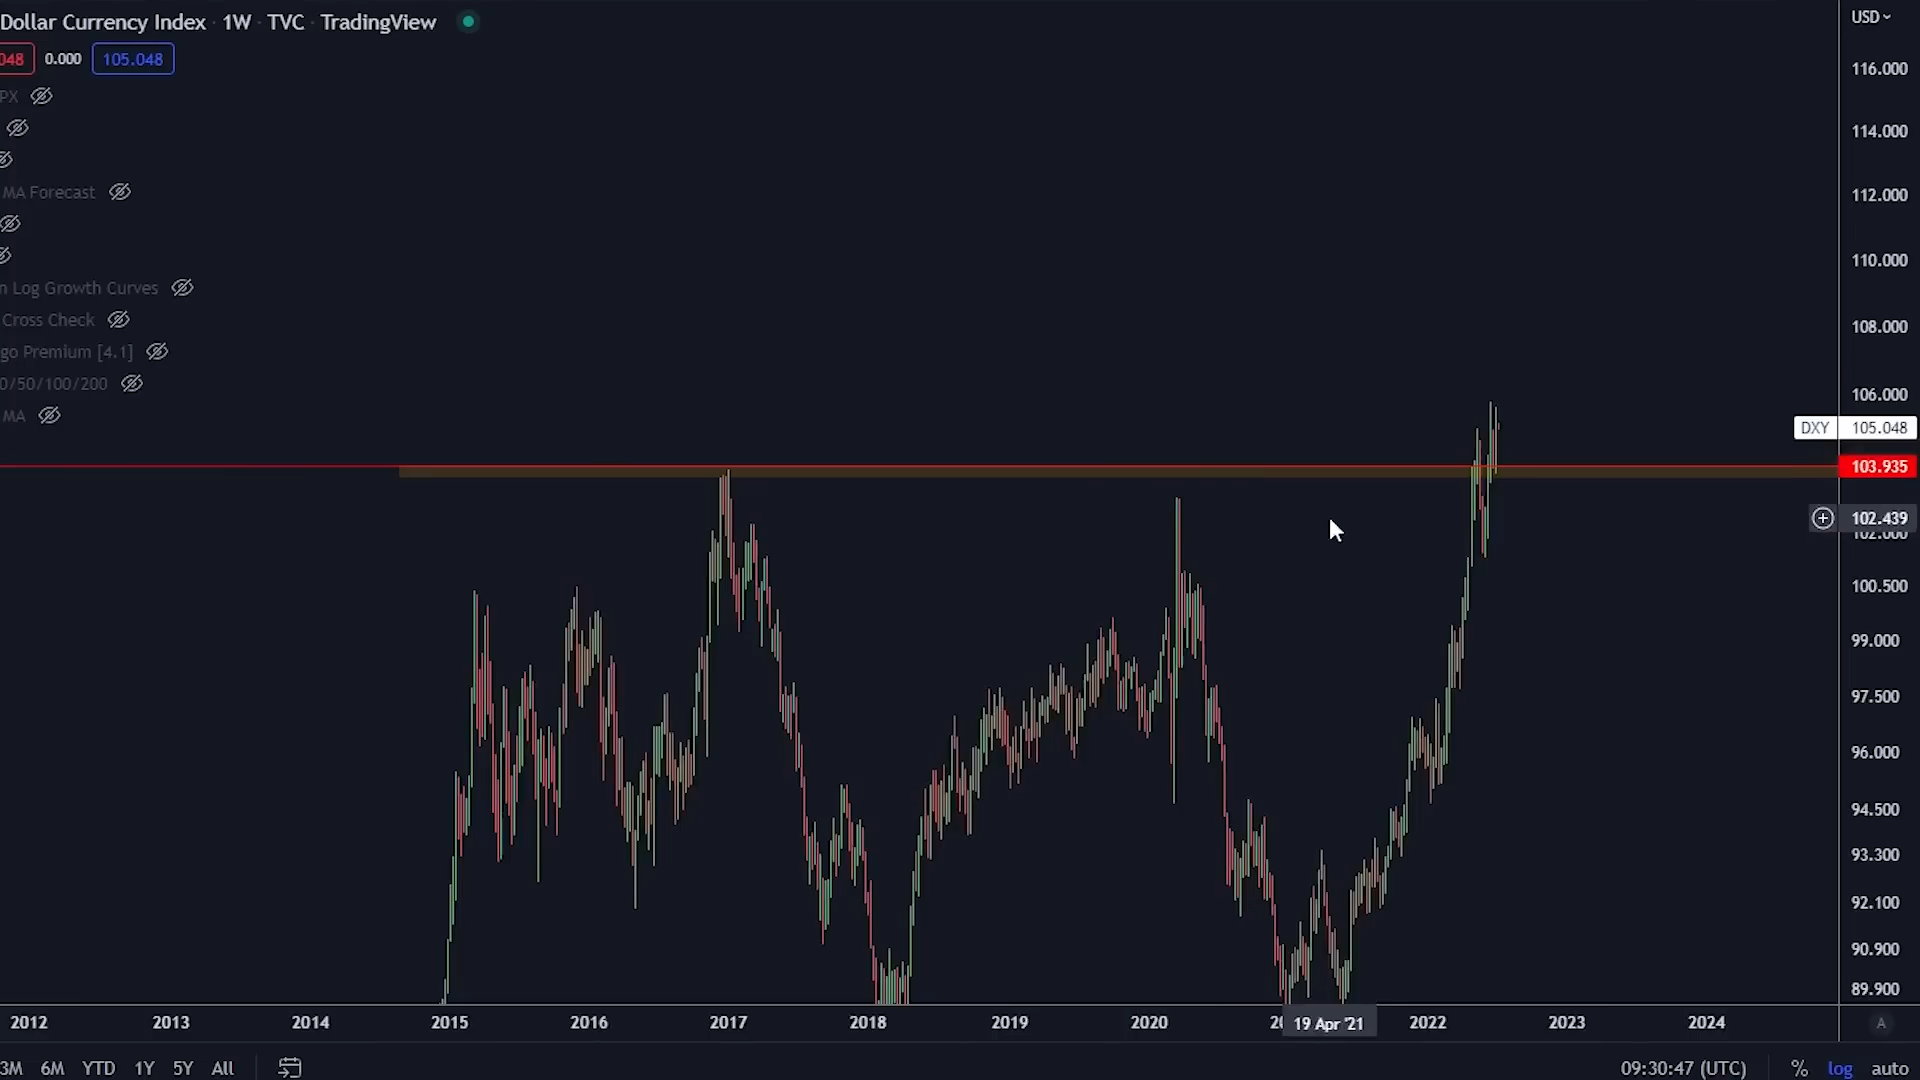 Dollar Currency Index · 1W · TVC · TradingView
048 0.000 105.048
PX
MA Forecast
n Log Growth Curves
Cross Check
go Premium [4.1]
0/50/100/200
MA
USD
116.000
114.000
112.000
110.000
108.000
106.000
DXY 105.048
103.935
102.439
102.000
100.500
99.000
97.500
96.000
94.500
93.300
92.100
90.900
89.900
2012 2013 2014 2015 2016 2017 2018 2019 2020 19 Apr '21 2022 2023 2024 A
3M 6M YTD 1Y 5Y All 09:30:47 (UTC) % log auto